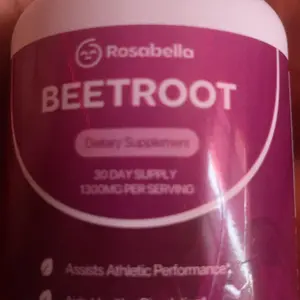 Rosabella
BEETROOT
Dietary Supplement
30 DAY SUPPLY
1300MG PER SERVING
Assists Athletic Performance*